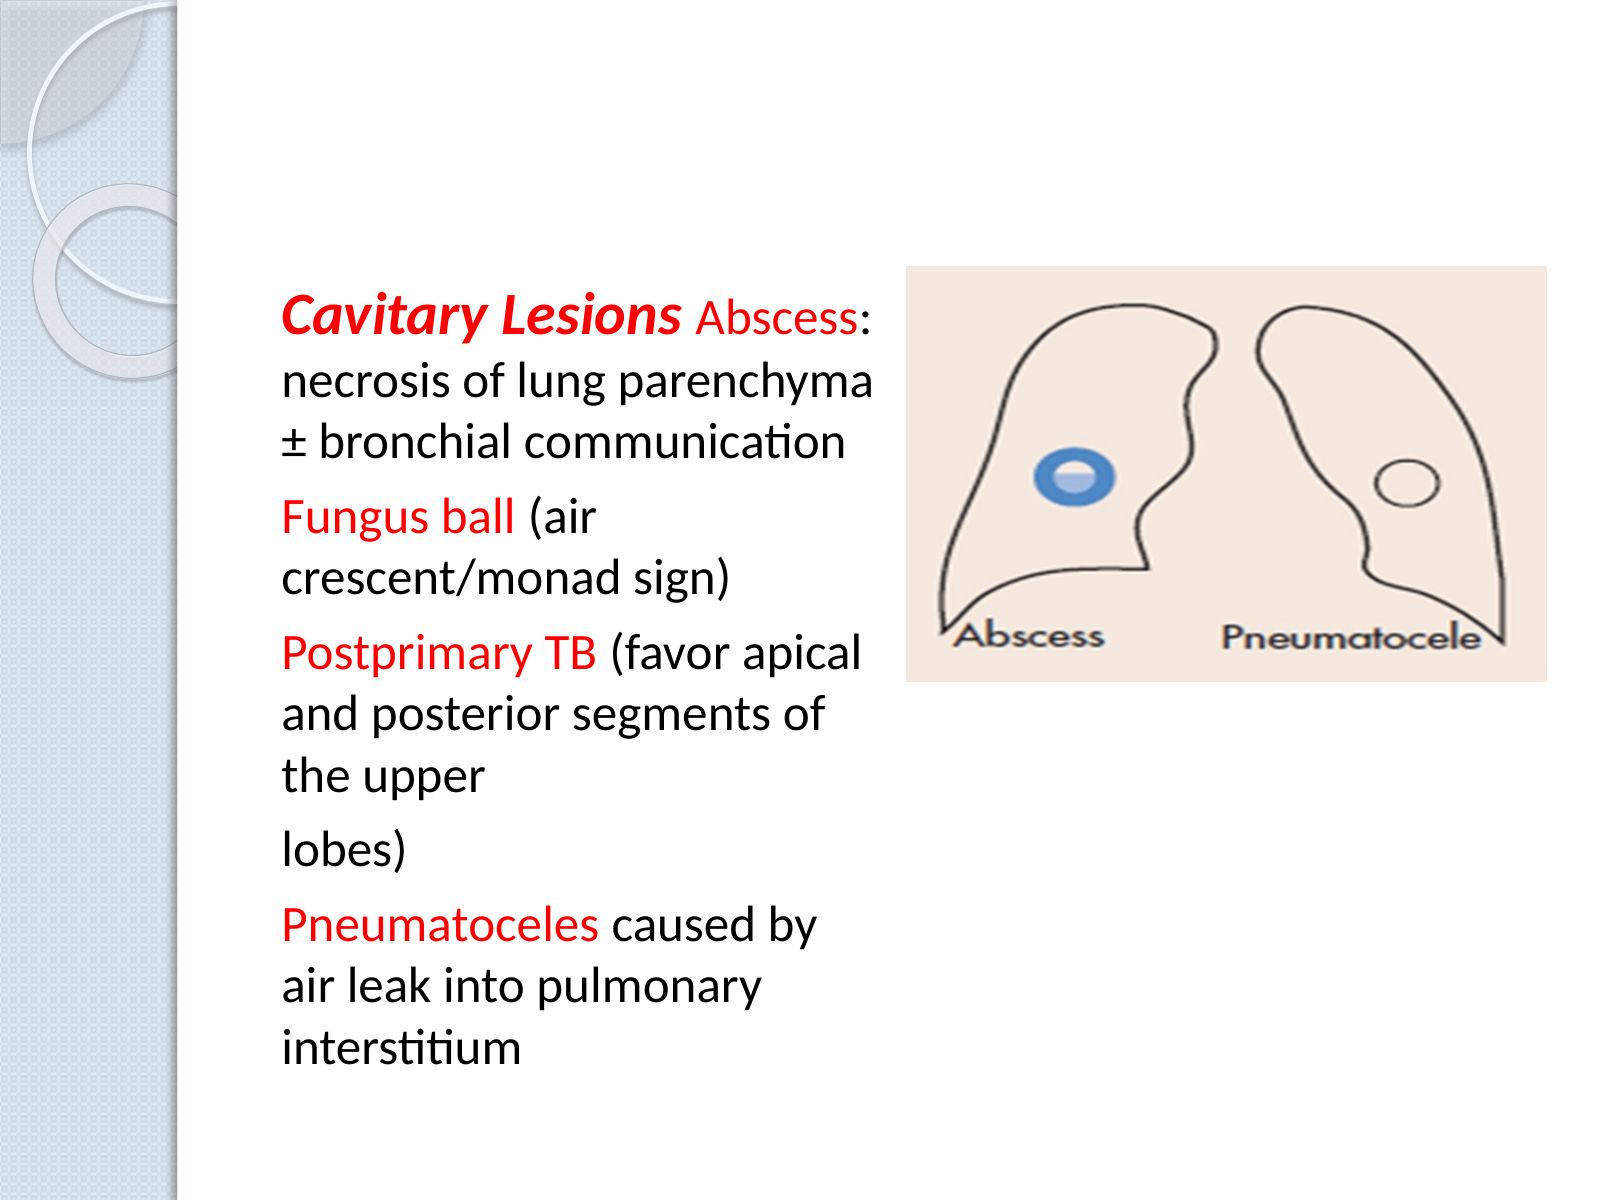 Cavitary Lesions Abscess:
necrosis of lung parenchyma
± bronchial communication
Fungus ball (air
crescent/monad sign)
Postprimary TB (favor apical
and posterior segments of
the upper
lobes)
Pneumatoceles caused by
air leak into pulmonary
interstitium
Abscess
Pneumatocele